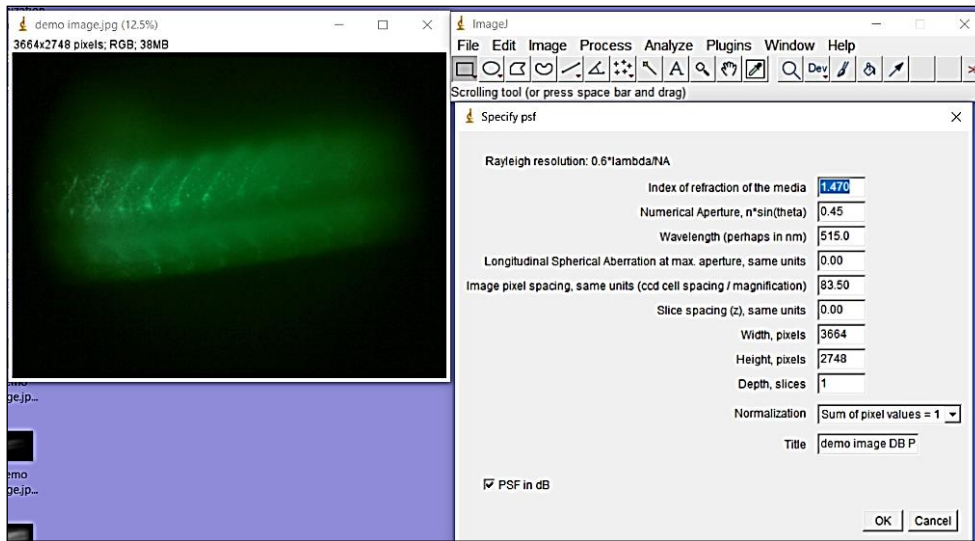 demo image.jpg (12.5%)
3664x2748 pixels; RGB; 38MB
ge.jp...
emo
ge.jp...
ImageJ
File Edit Image Process Analyze Plugins Window Help
A Dev
Scrolling tool (or press space bar and drag)
Specify psf
Rayleigh resolution: 0.6*lambda/NA
Index of refraction of the media 1.470
Numerical Aperture, n*sin(theta) 0.45
Wavelength (perhaps in nm) 515.0
Longitudinal Spherical Aberration at max. aperture, same units 0.00
Image pixel spacing, same units (ccd cell spacing / magnification) 83.50
Slice spacing (z), same units 0.00
Width, pixels 3664
Height, pixels 2748
Depth, slices 1
Normalization Sum of pixel values = 1
Title demo image DB P
PSF in dB
OK Cancel